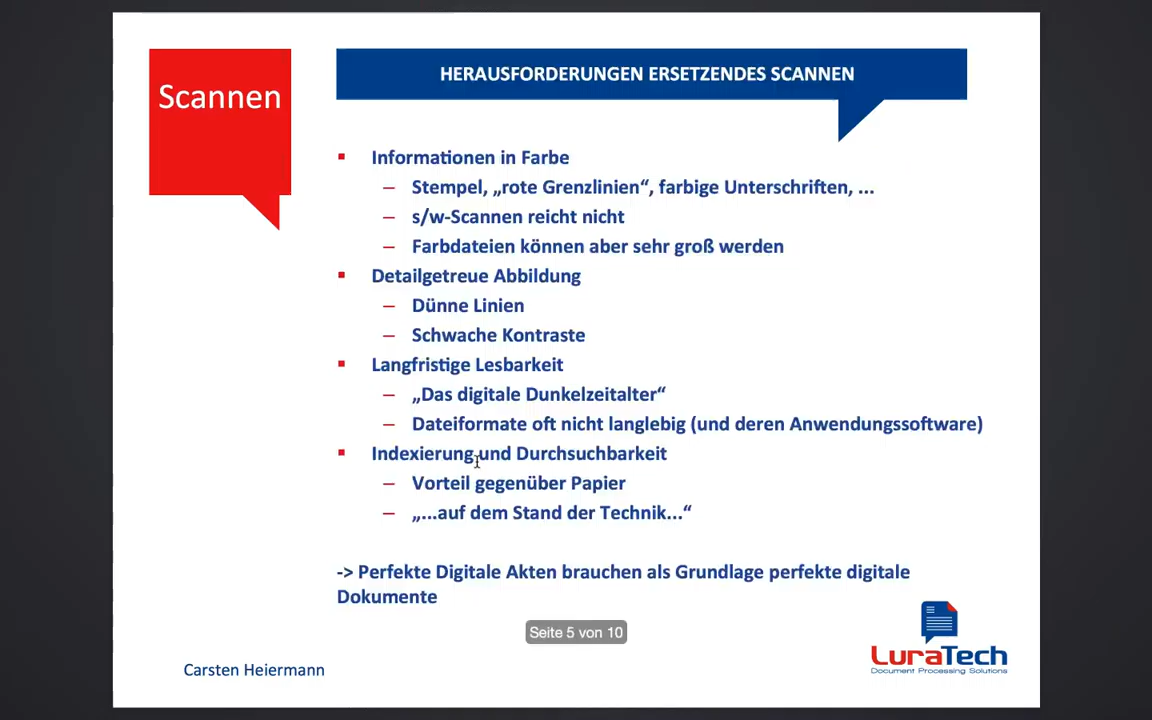 Scannen
HERAUSFORDERUNGEN ERSETZENDES SCANNEN
▪ Informationen in Farbe
– Stempel, „rote Grenzlinien“, farbige Unterschriften, ...
– s/w-Scannen reicht nicht
– Farbdateien können aber sehr groß werden
▪ Detailgetreue Abbildung
– Dünne Linien
– Schwache Kontraste
▪ Langfristige Lesbarkeit
– „Das digitale Dunkelzeitalter“
– Dateiformate oft nicht langlebig (und deren Anwendungssoftware)
▪ Indexierung und Durchsuchbarkeit
– Vorteil gegenüber Papier
– „...auf dem Stand der Technik...“
-> Perfekte Digitale Akten brauchen als Grundlage perfekte digitale
Dokumente
Seite 5 von 10
Carsten Heiermann
LuraTech
Document Processing Solutions